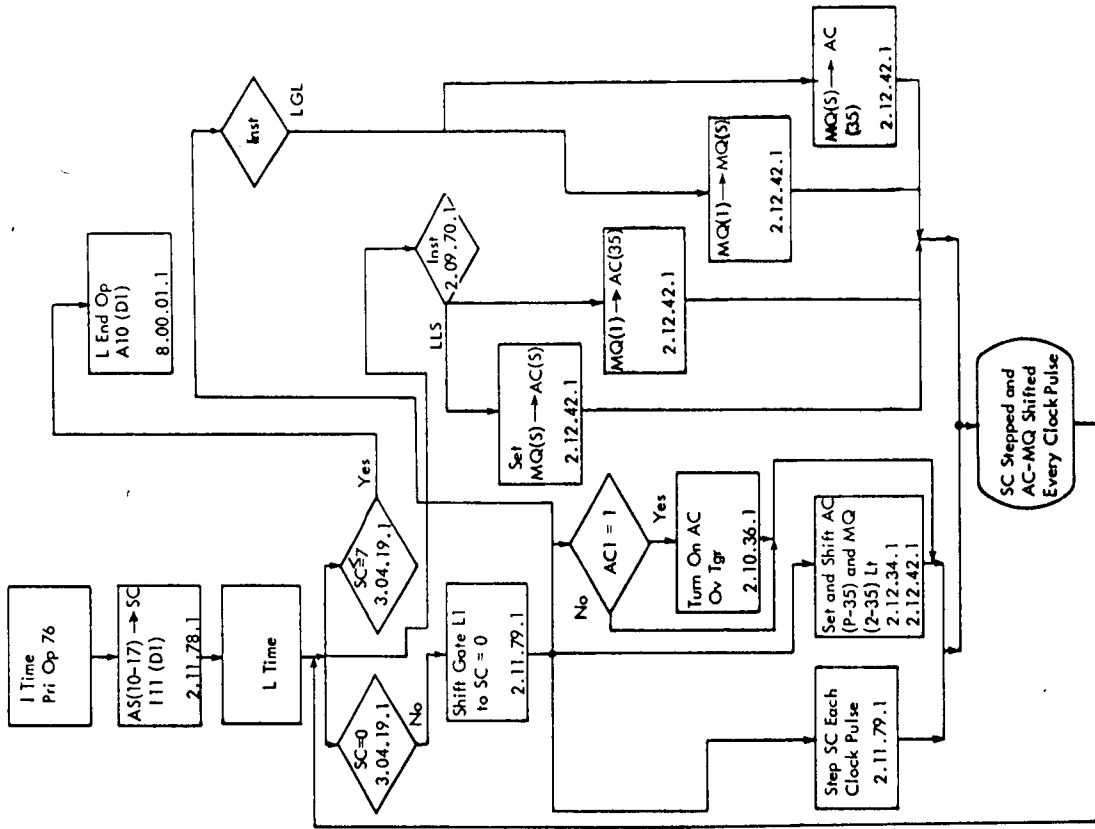 I Time
Pri Op 76
AS(10-17) → SC
I 11 (D1)
2.11.78.1
L Time
SC=0
3.04.19.1
No
SC≦7
3.04.19.1
Yes
L End Op
A10 (D1)
8.00.01.1
Shift Gate L1
to SC = 0
2.11.79.1
Inst
2.09.70.1
LLS
Inst
LGL
Set
MQ(S) → AC(S)
2.12.42.1
MQ(1) → AC(35)
2.12.42.1
MQ(1) → MQ(S)
2.12.42.1
MQ(S) → AC
(35)
2.12.42.1
AC1 = 1
No
Yes
Turn On AC
Ov Tgr
2.10.36.1
Step SC Each
Clock Pulse
2.11.79.1
Set and Shift AC
(P-35) and MQ
(2-35) Lt
2.12.34.1
2.12.42.1
SC Stepped and
AC-MQ Shifted
Every Clock Pulse